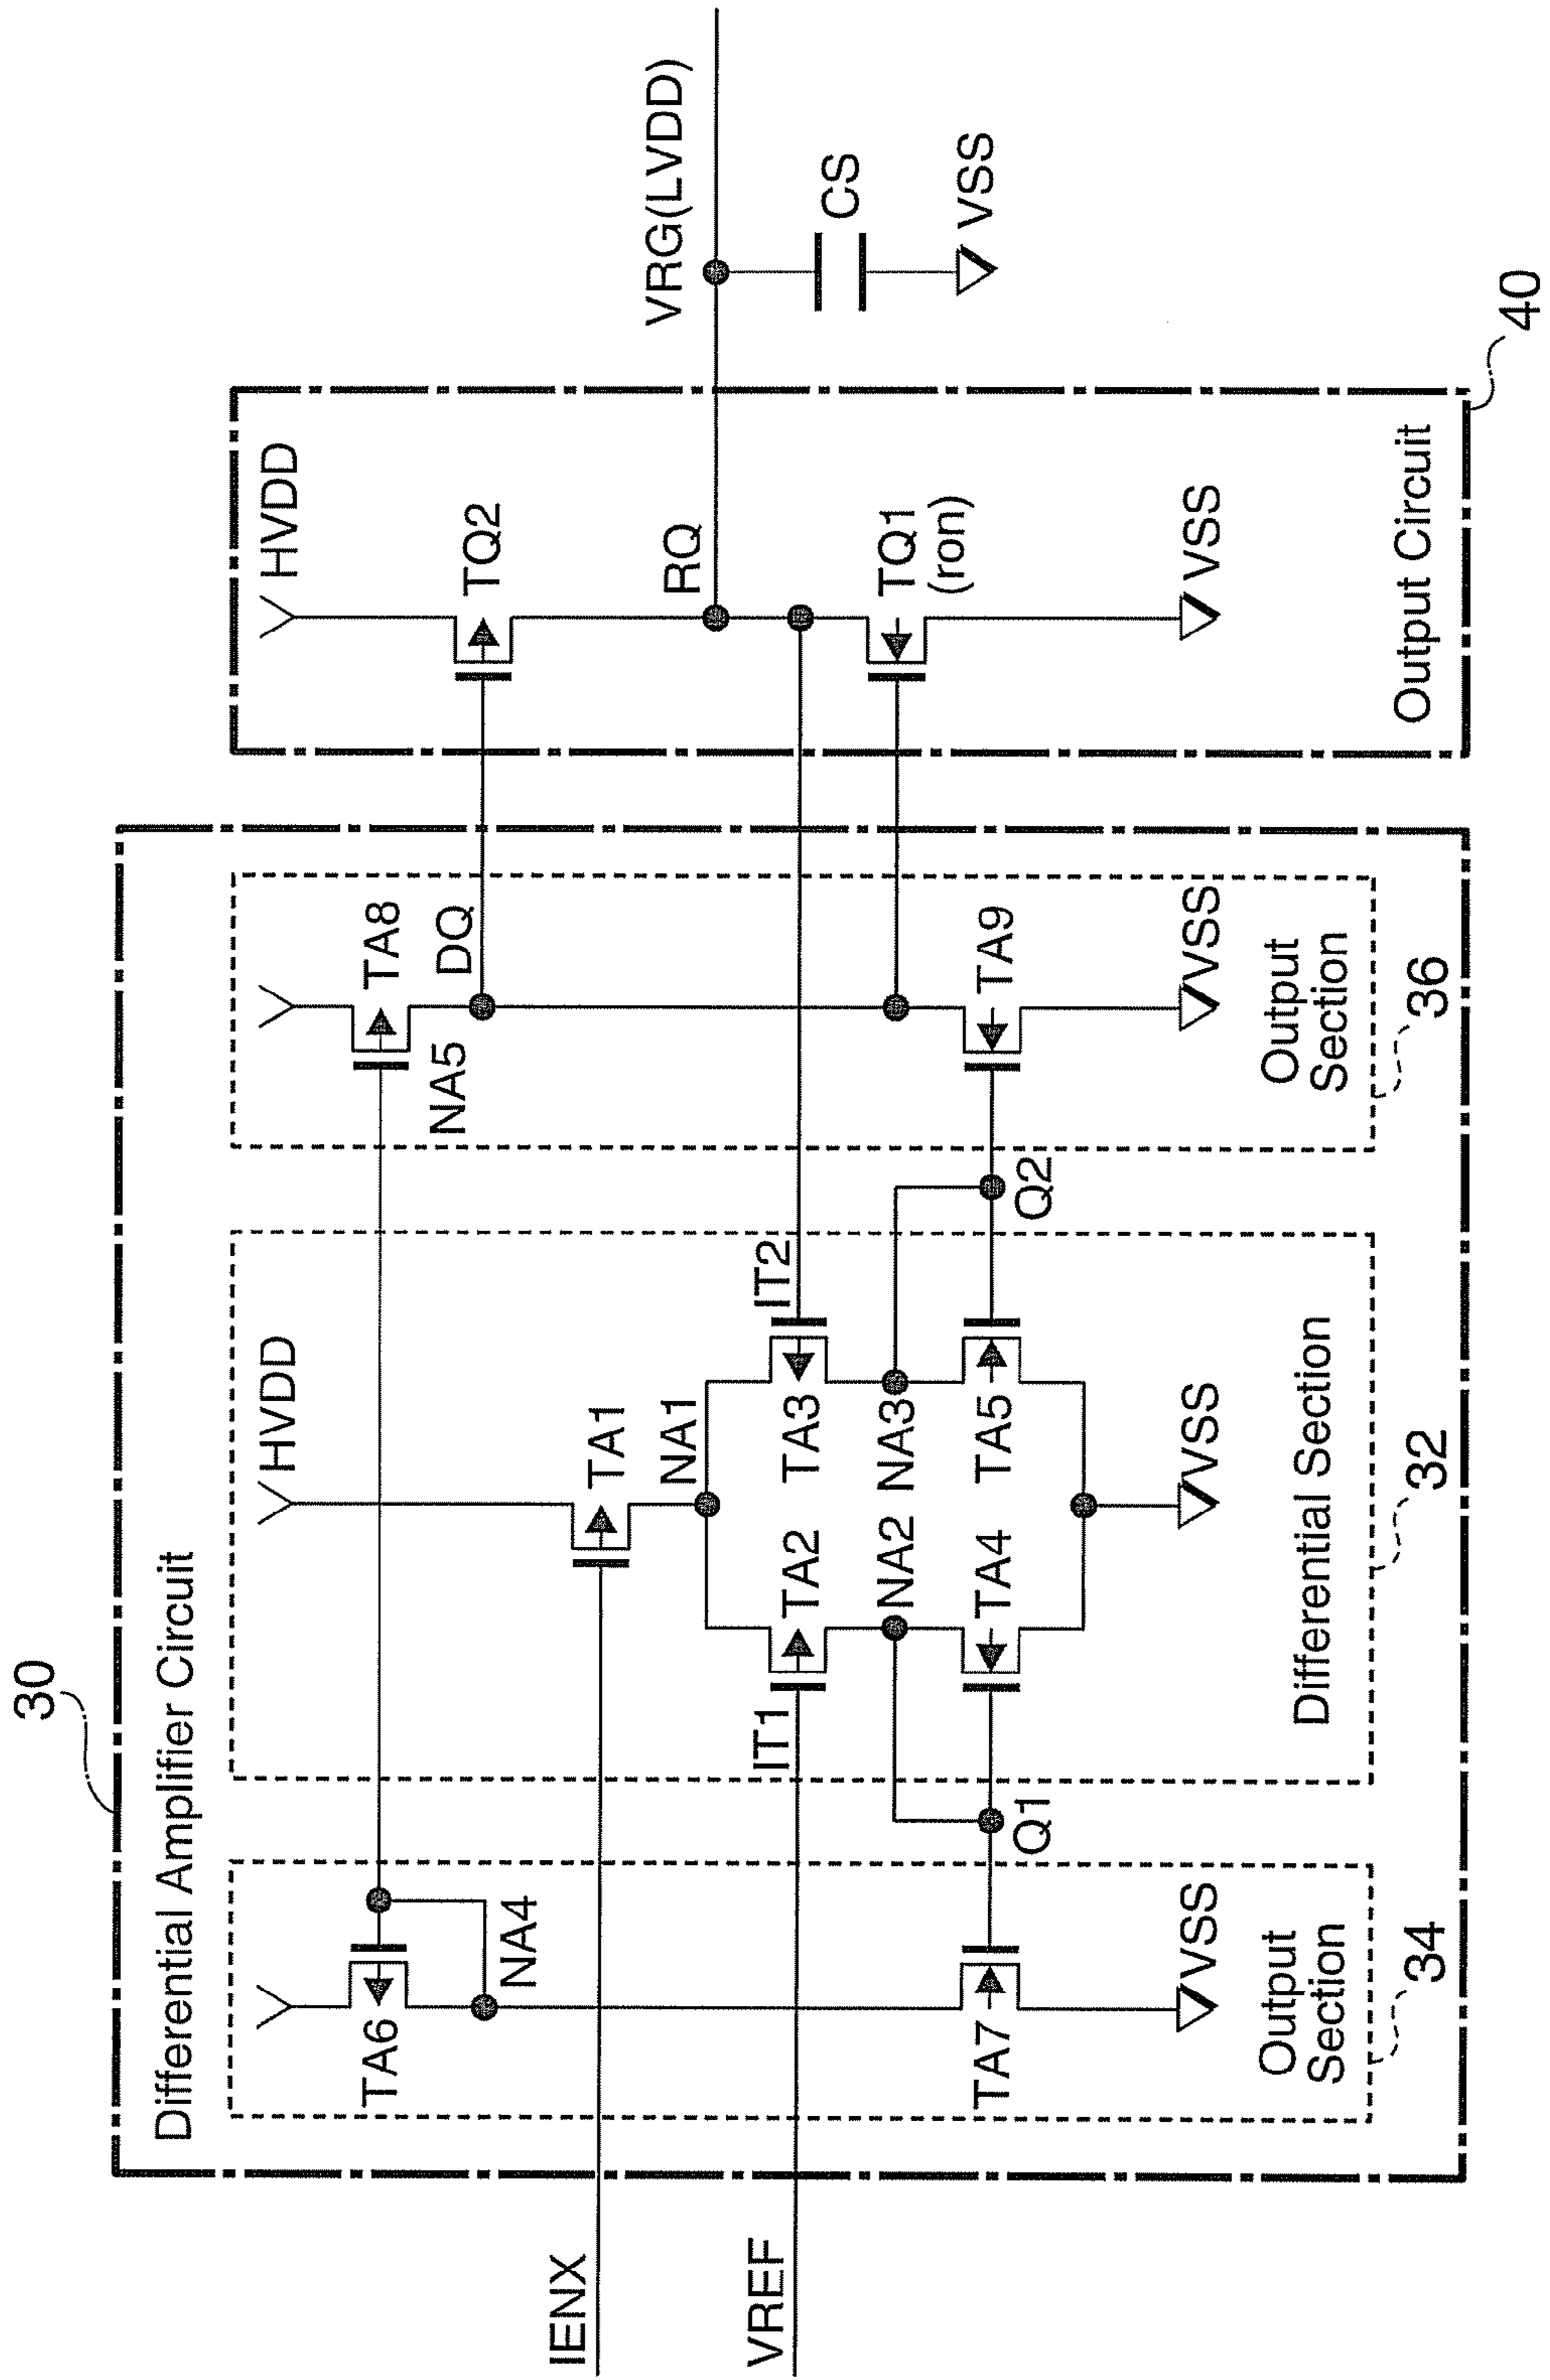 30
Differential Amplifier Circuit
IENX
VREF
TA6
NA4
TA7
VSS
Output
Section
34
Q1
HVDD
TA1
NA1
IT1
TA2
TA3
IT2
NA2
NA3
TA4
TA5
VSS
Differential Section
32
Q2
TA8
NA5
DQ
TA9
VSS
Output
Section
36
HVDD
TQ2
RQ
TQ1
(ron)
VSS
Output Circuit
40
VRG(LVDD)
CS
VSS